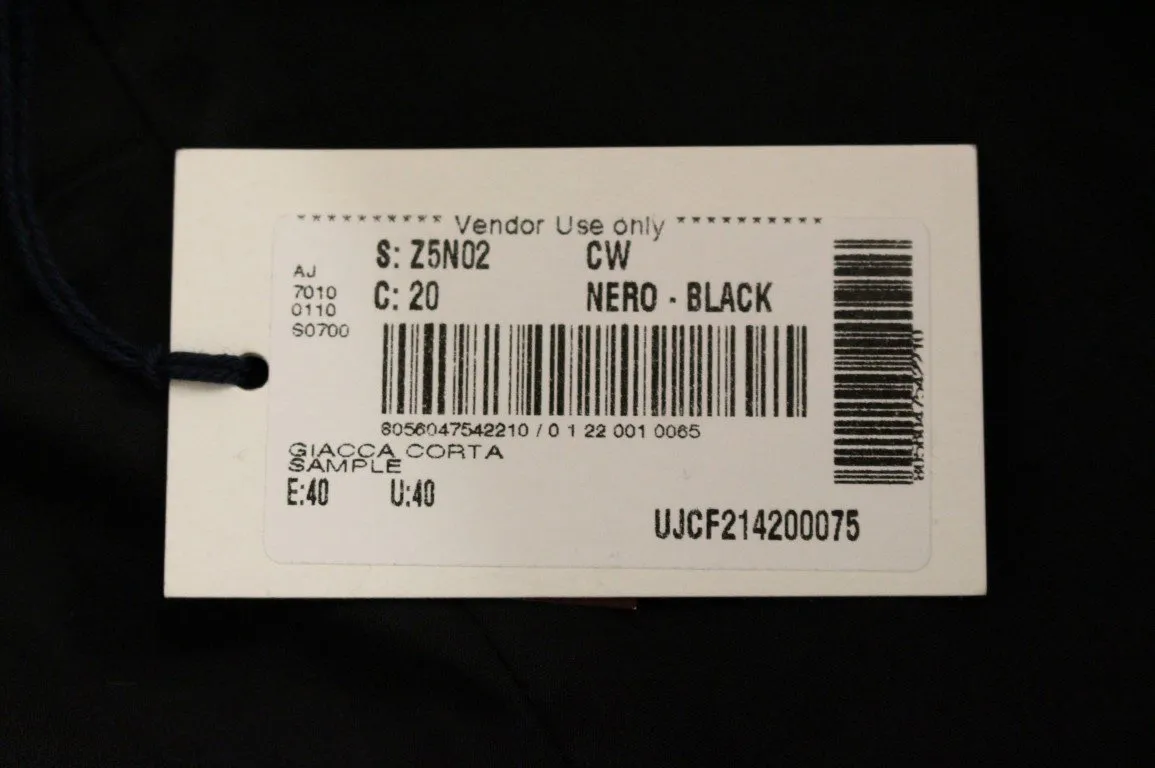 ********** Vendor Use only **********
S: Z5N02 CW
AJ
7010
0110
S0700
C: 20 NERO - BLACK
8056047542210 / 0 1 22 001 0065
8056047542210
GIACCA CORTA
SAMPLE
E:40 U:40
UJCF214200075